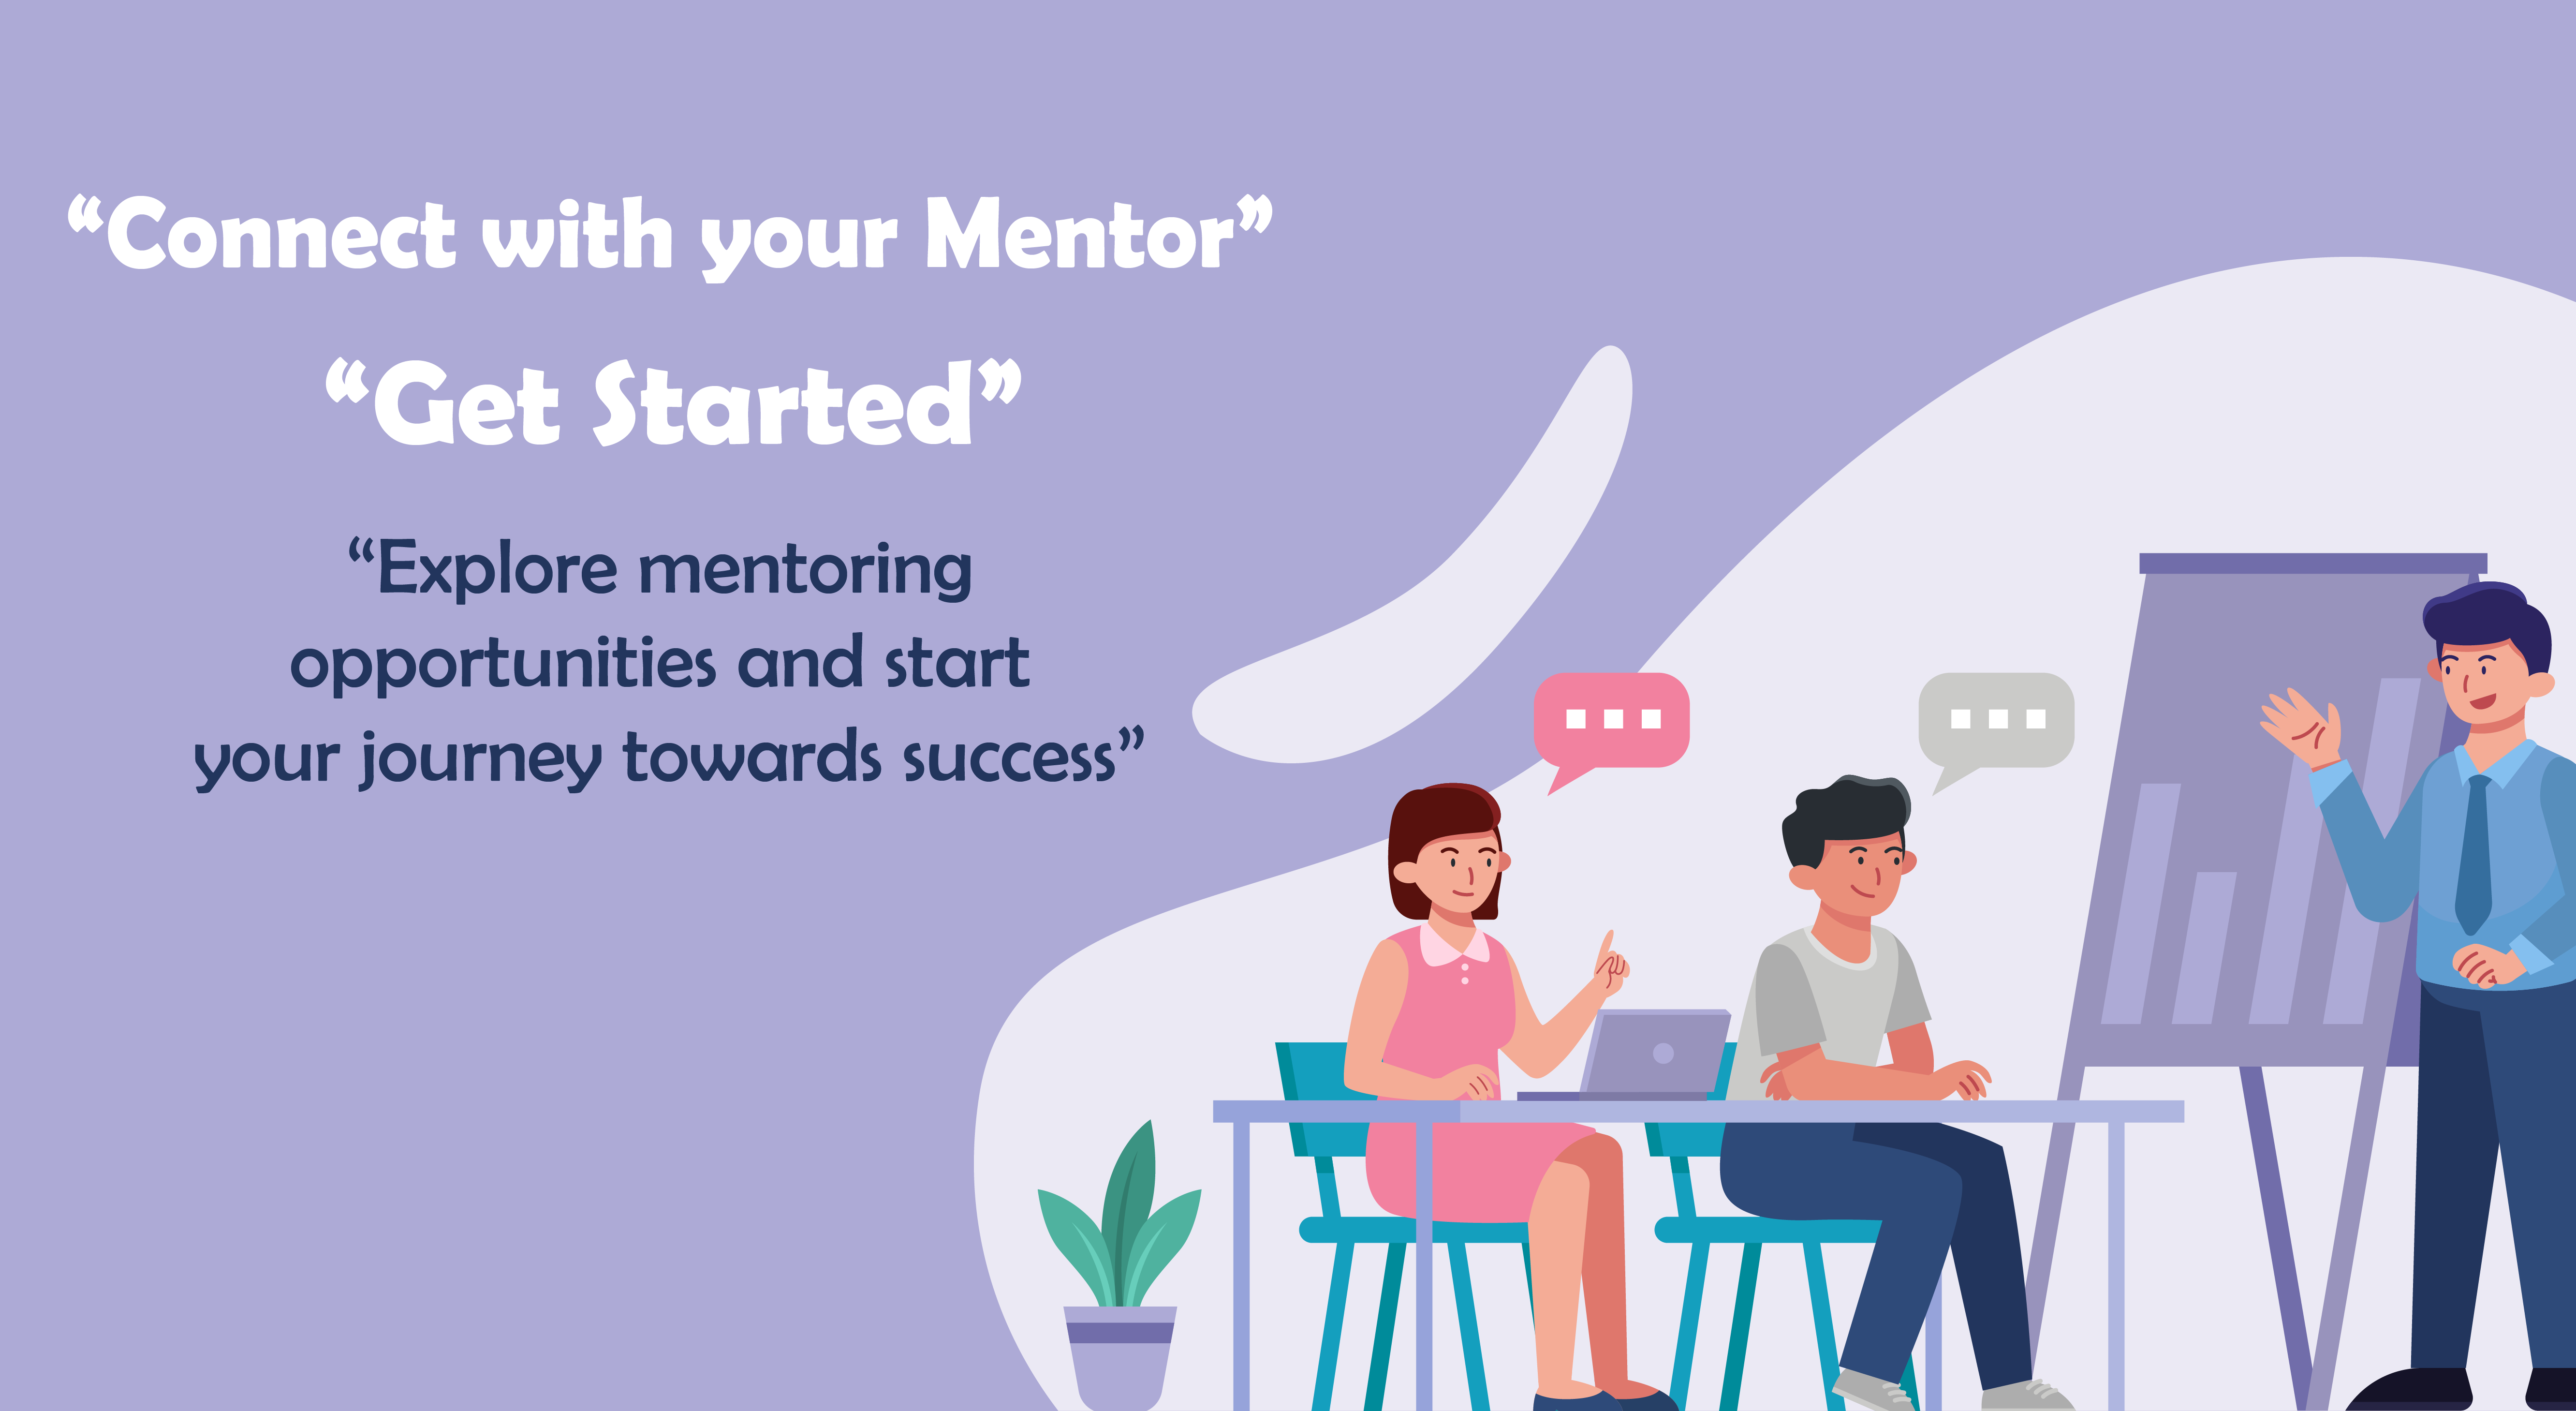 “Connect with your Mentor”
“Get Started”
“Explore mentoring
opportunities and start
your journey towards success”